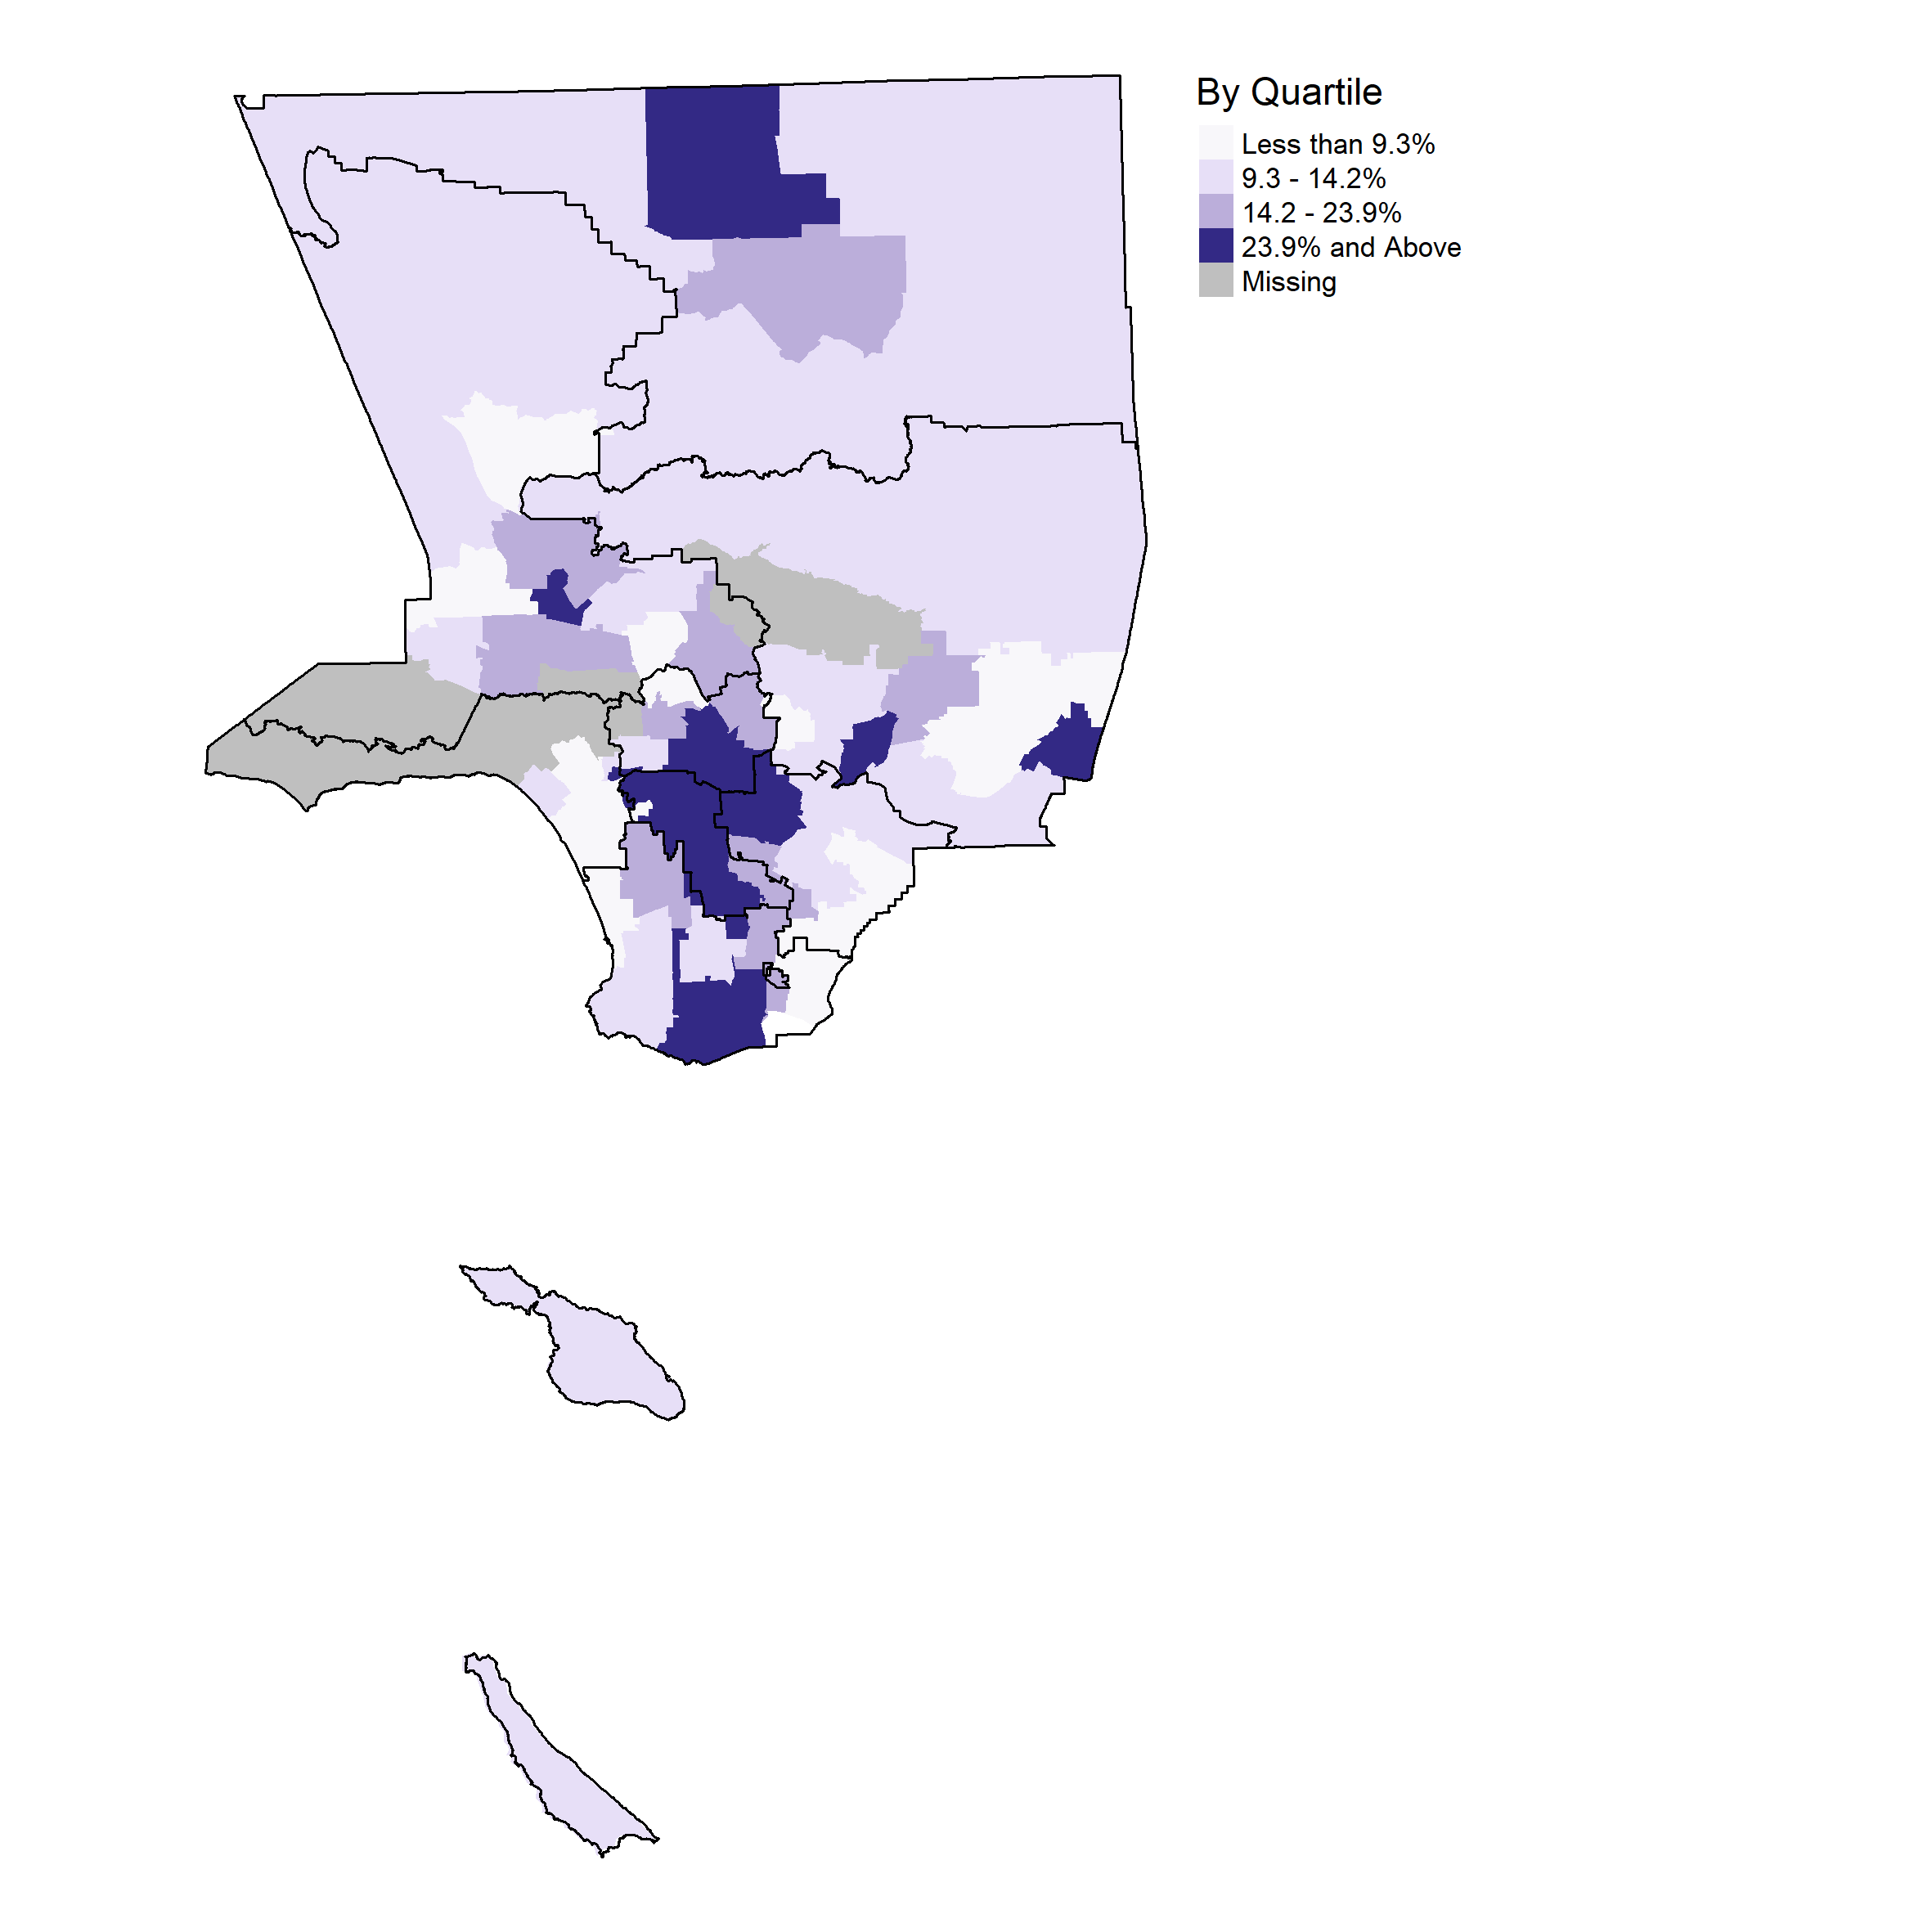 By Quartile
Less than 9.3%
9.3 - 14.2%
14.2 - 23.9%
23.9% and Above
Missing